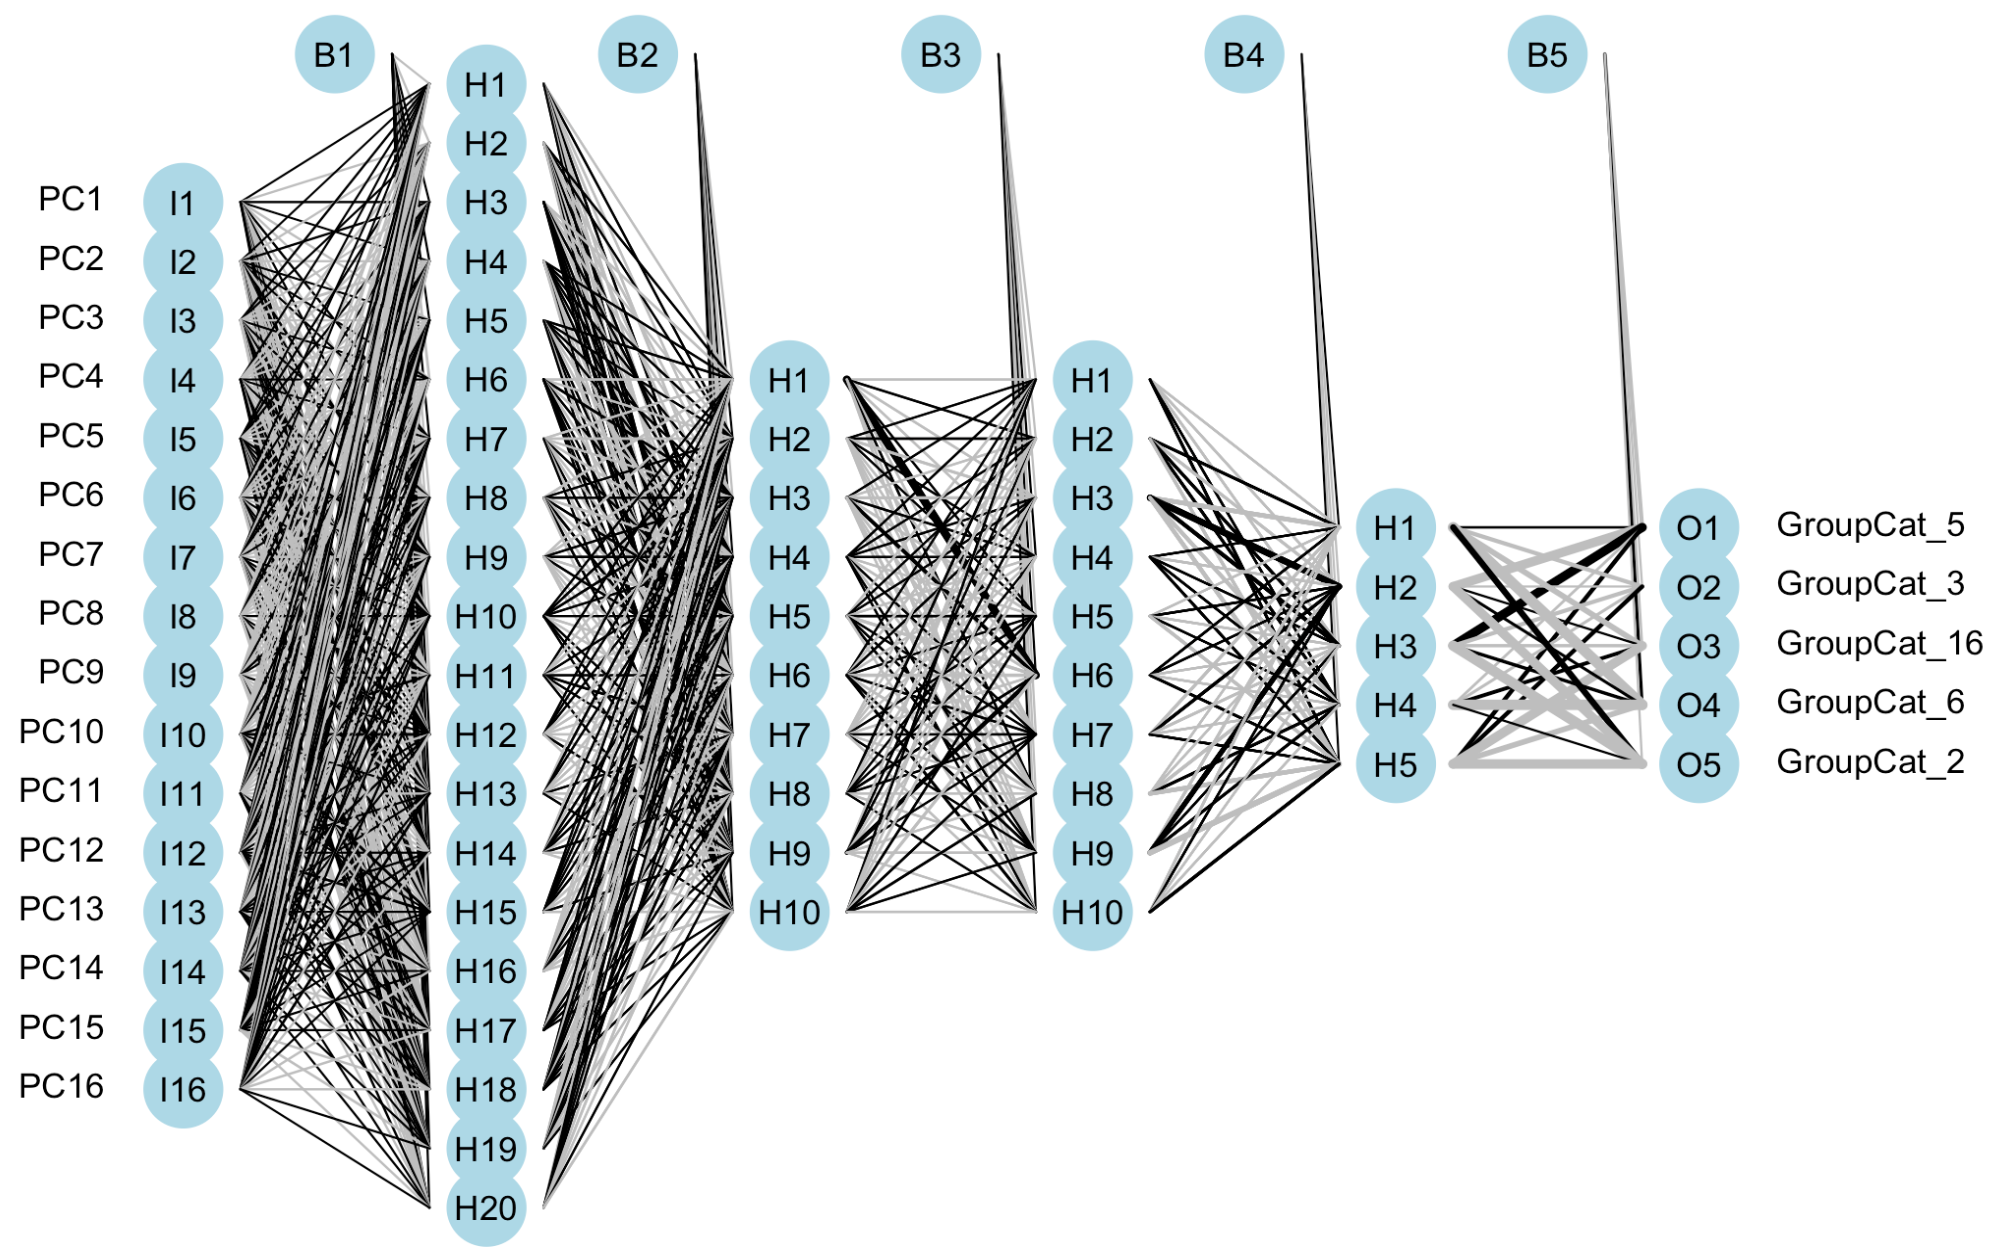 B1 B2 B3 B4 B5
H1
H2
PC1 I1 H3
PC2 I2 H4
PC3 I3 H5
PC4 I4 H6 H1 H1
PC5 I5 H7 H2 H2
PC6 I6 H8 H3 H3
H1 O1 GroupCat_5
PC7 I7 H9 H4 H4
H2 O2 GroupCat_3
PC8 I8 H10 H5 H5
H3 O3 GroupCat_16
PC9 I9 H11 H6 H6
H4 O4 GroupCat_6
PC10 I10 H12 H7 H7
H5 O5 GroupCat_2
PC11 I11 H13 H8 H8
PC12 I12 H14 H9 H9
PC13 I13 H15 H10 H10
PC14 I14 H16
PC15 I15 H17
PC16 I16 H18
H19
H20